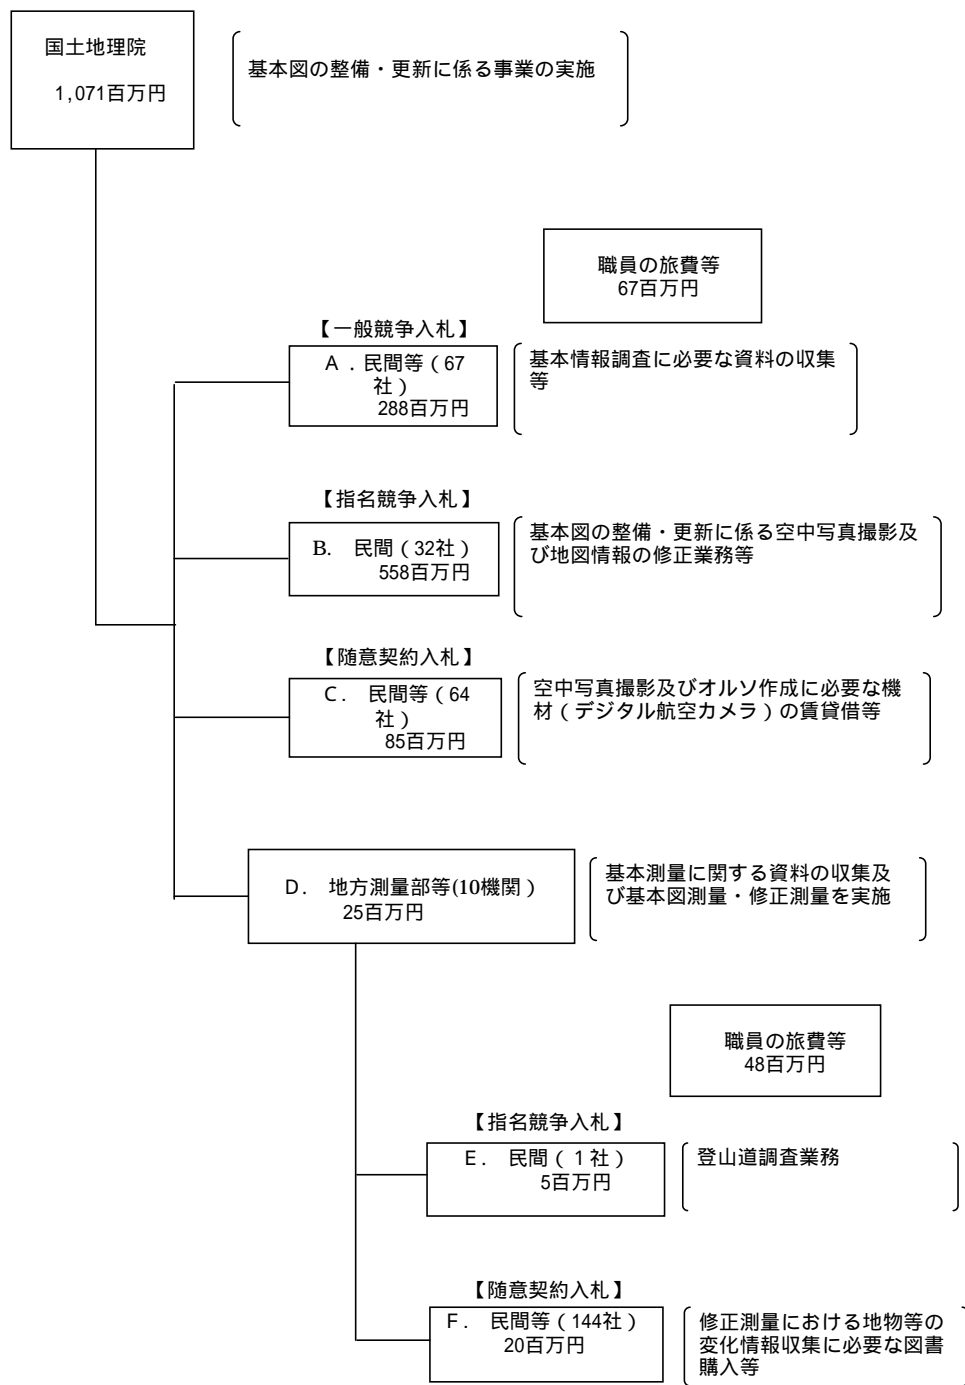 国土地理院
1,071百万円
基本図の整備・更新に係る事業の実施
職員の旅費等
67百万円
【一般競争入札】
A．民間等（67
社）
288百万円
基本情報調査に必要な資料の収集
等
【指名競争入札】
B. 民間（32社）
558百万円
基本図の整備・更新に係る空中写真撮影及
び地図情報の修正業務等
【随意契約入札】
C. 民間等（64
社）
85百万円
空中写真撮影及びオルソ作成に必要な機
材（デジタル航空カメラ）の賃貸借等
D. 地方測量部等(10機関）
25百万円
基本測量に関する資料の収集及
び基本図測量・修正測量を実施
職員の旅費等
48百万円
【指名競争入札】
E. 民間（１社）
5百万円
登山道調査業務
【随意契約入札】
F. 民間等（144社）
20百万円
修正測量における地物等の
変化情報収集に必要な図書
購入等